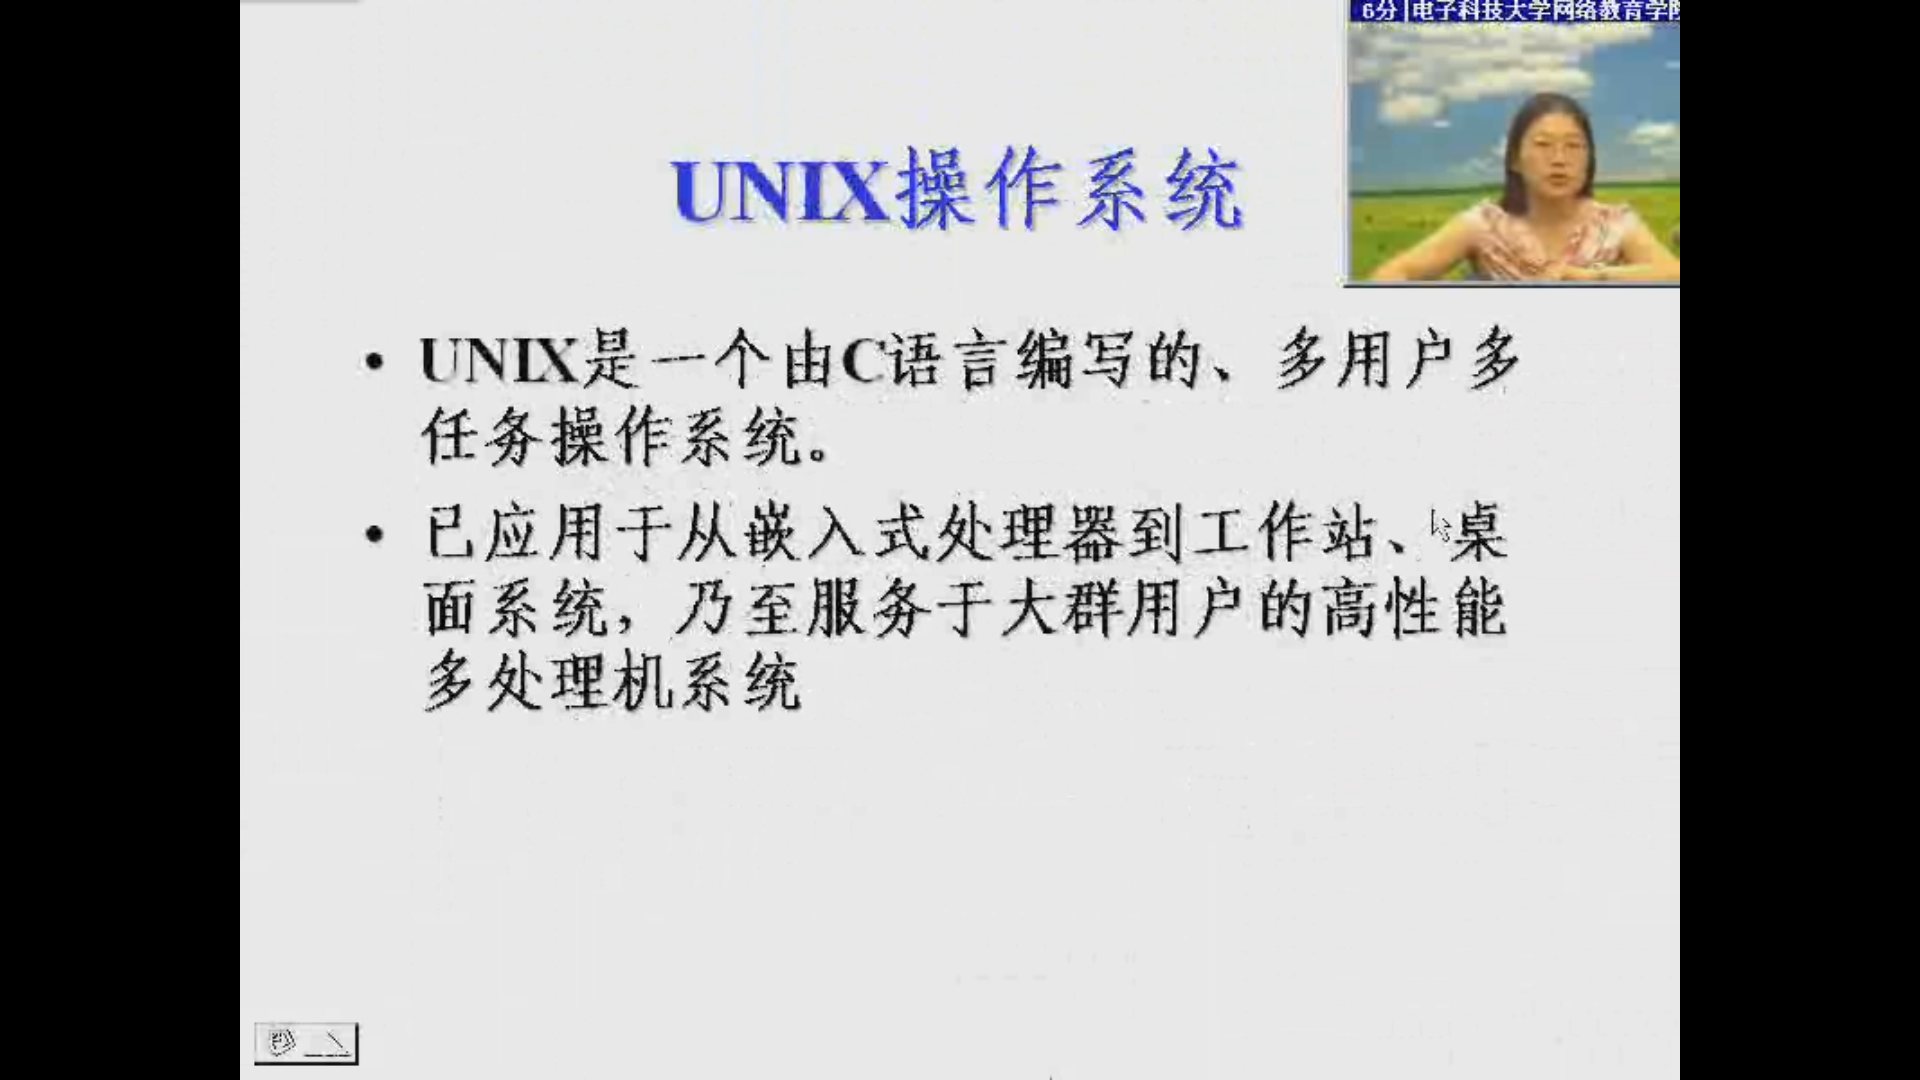 6分|电子科技大学网络教育学院
UNIX操作系统
• UNIX是一个由C语言编写的、多用户多
任务操作系统。
• 已应用于从嵌入式处理器到工作站、桌
面系统，乃至服务于大群用户的高性能
多处理机系统